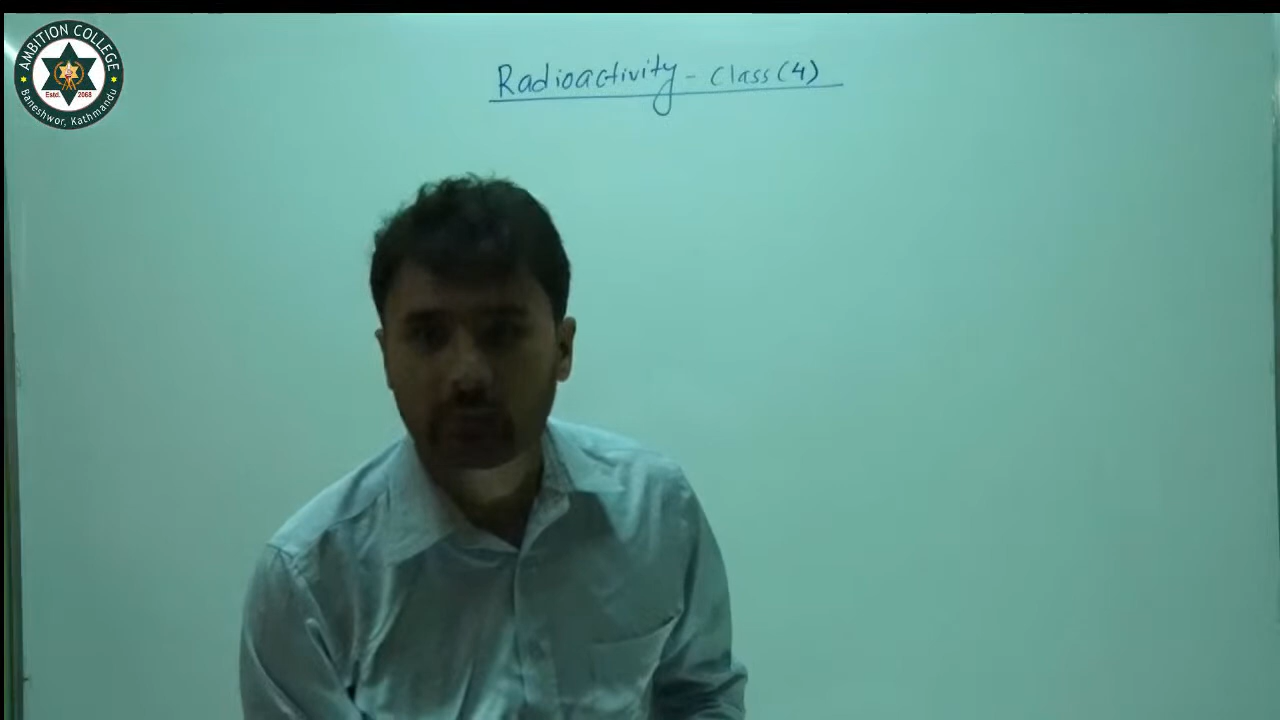 AMBITION COLLEGE
Estd. 2068
Baneshwor, Kathmandu
Radioactivity - Class (4)